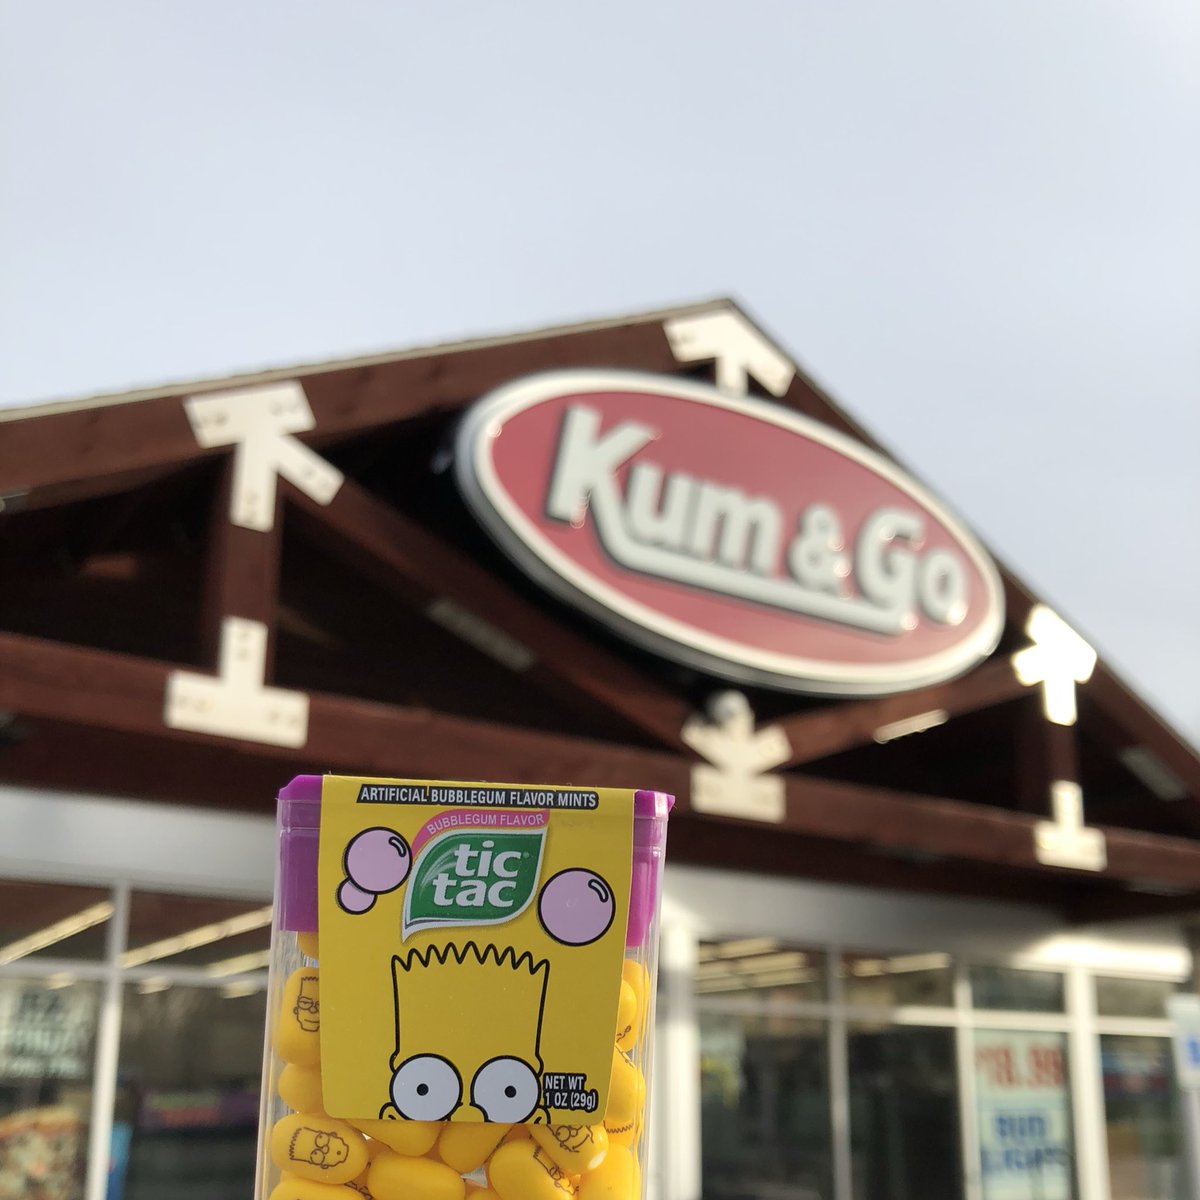 Kum & Go
ARTIFICIAL BUBBLEGUM FLAVOR MINTS
BUBBLEGUM FLAVOR
tic
tac
NET WT
1 OZ (29g)